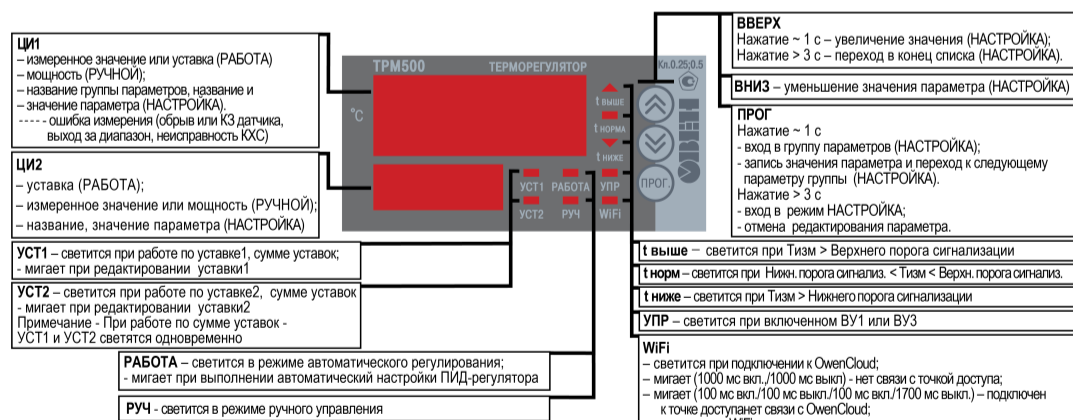 ЦИ1
– измеренное значение или уставка (РАБОТА)
– мощность (РУЧНОЙ);
– название группы параметров, название и
– значение параметра (НАСТРОЙКА).
- - - - - ошибка измерения (обрыв или КЗ датчика,
выход за диапазон, неисправность КХС)
ЦИ2
– уставка (РАБОТА);
– измеренное значение или мощность (РУЧНОЙ);
– название, значение параметра (НАСТРОЙКА)
УСТ1 – светится при работе по уставке1, сумме уставок;
- мигает при редактировании уставки1
УСТ2 – светится при работе по уставке2, сумме уставок
- мигает при редактировании уставки2
Примечание - При работе по сумме уставок -
УСТ1 и УСТ2 светятся одновременно
РАБОТА – светится в режиме автоматического регулирования;
- мигает при выполнении автоматический настройки ПИД-регулятора
РУЧ - светится в режиме ручного управления
ТРМ500 ТЕРМОРЕГУЛЯТОР Кл.0.25;0.5
°C
t ВЫШЕ
t НОРМА
t НИЖЕ
УСТ1 РАБОТА УПР
УСТ2 РУЧ WiFi
ПРОГ.
ОВЕН
ВВЕРХ
Нажатие ~ 1 с – увеличение значения (НАСТРОЙКА);
Нажатие > 3 с – переход в конец списка (НАСТРОЙКА).
ВНИЗ – уменьшение значения параметра (НАСТРОЙКА)
ПРОГ
Нажатие ~ 1 с
- вход в группу параметров (НАСТРОЙКА);
- запись значения параметра и переход к следующему
параметру группы (НАСТРОЙКА).
Нажатие > 3 с
- вход в режим НАСТРОЙКА;
- отмена редактирования параметра.
t выше – светится при Тизм > Верхнего порога сигнализации
t норм – светится при Нижн. порога сигнализ. < Тизм < Верхн. порога сигнализ.
t ниже – светится при Тизм > Нижнего порога сигнализации
УПР – светится при включенном ВУ1 или ВУ3
WiFi
– светится при подключении к OwenCloud;
– мигает (1000 мс вкл../1000 мс выкл) - нет связи с точкой доступа;
– мигает (100 мс вкл./100 мс выкл./100 мс вкл./1700 мс выкл.) – подключен
к точке доступанет связи с OwenCloud;